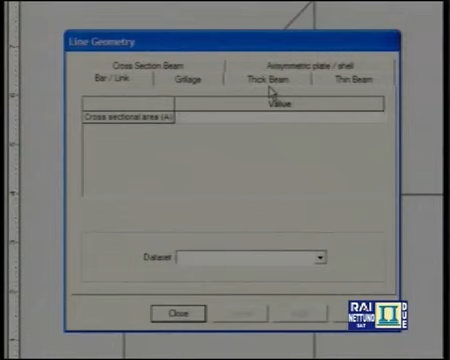 Line Geometry
Cross Section Beam
Axisymmetric plate / shell
Bar / Link
Grillage
Thick Beam
Thin Beam
Value
Cross sectional area (A)
Dataset
Close
RAI
NETTUNO
SAT
DUE